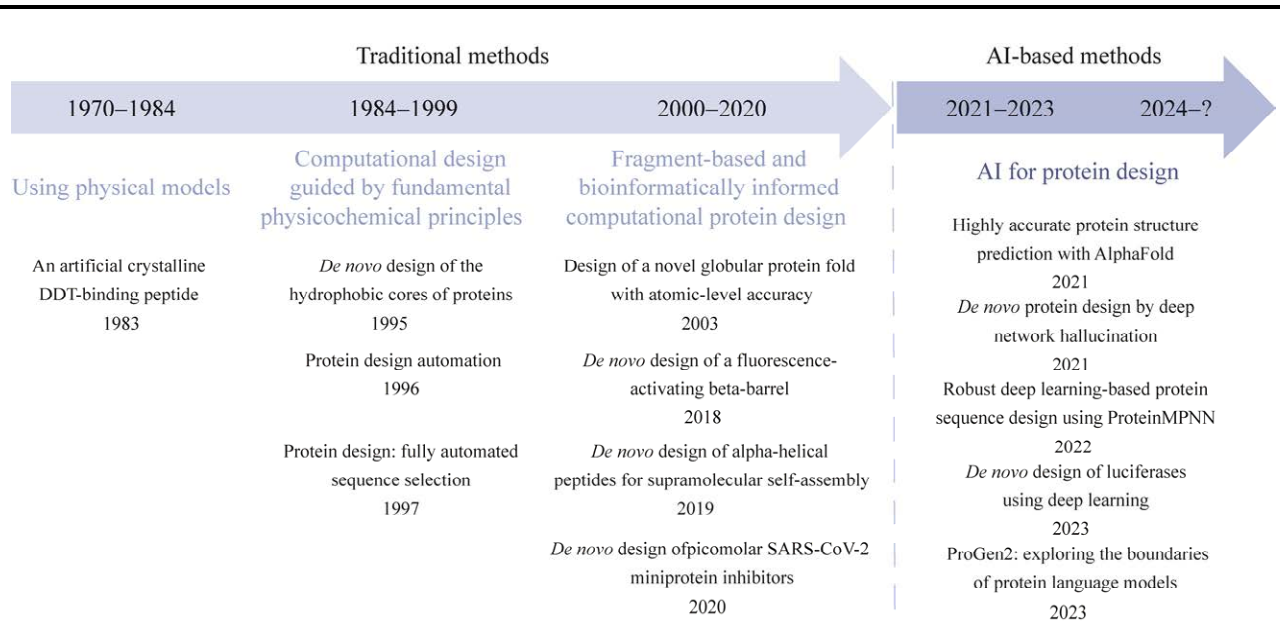 Traditional methods
AI-based methods
1970–1984
1984–1999
2000–2020
2021–2023
2024–?
Using physical models
An artificial crystalline
DDT-binding peptide
1983
Computational design
guided by fundamental
physicochemical principles
De novo design of the
hydrophobic cores of proteins
1995
Protein design automation
1996
Protein design: fully automated
sequence selection
1997
Fragment-based and
bioinformatically informed
computational protein design
Design of a novel globular protein fold
with atomic-level accuracy
2003
De novo design of a fluorescence-
activating beta-barrel
2018
De novo design of alpha-helical
peptides for supramolecular self-assembly
2019
De novo design ofpicomolar SARS-CoV-2
miniprotein inhibitors
2020
AI for protein design
Highly accurate protein structure
prediction with AlphaFold
2021
De novo protein design by deep
network hallucination
2021
Robust deep learning-based protein
sequence design using ProteinMPNN
2022
De novo design of luciferases
using deep learning
2023
ProGen2: exploring the boundaries
of protein language models
2023